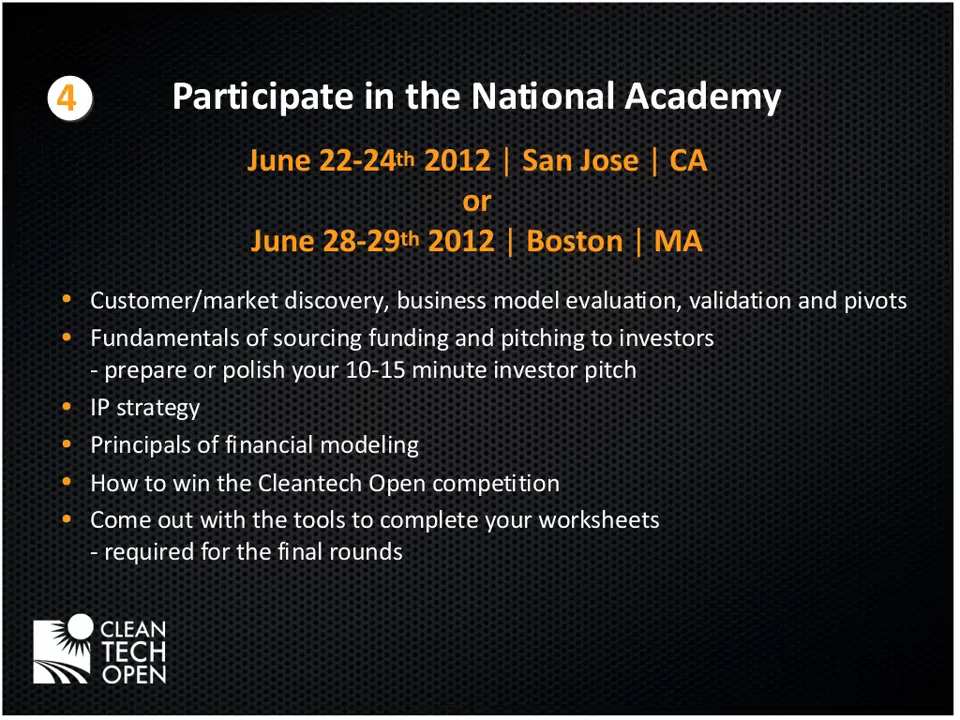 4
Participate in the National Academy
June 22-24th 2012 | San Jose | CA
or
June 28-29th 2012 | Boston | MA
• Customer/market discovery, business model evaluation, validation and pivots
• Fundamentals of sourcing funding and pitching to investors
- prepare or polish your 10-15 minute investor pitch
• IP strategy
• Principals of financial modeling
• How to win the Cleantech Open competition
• Come out with the tools to complete your worksheets
- required for the final rounds
CLEAN
TECH
OPEN